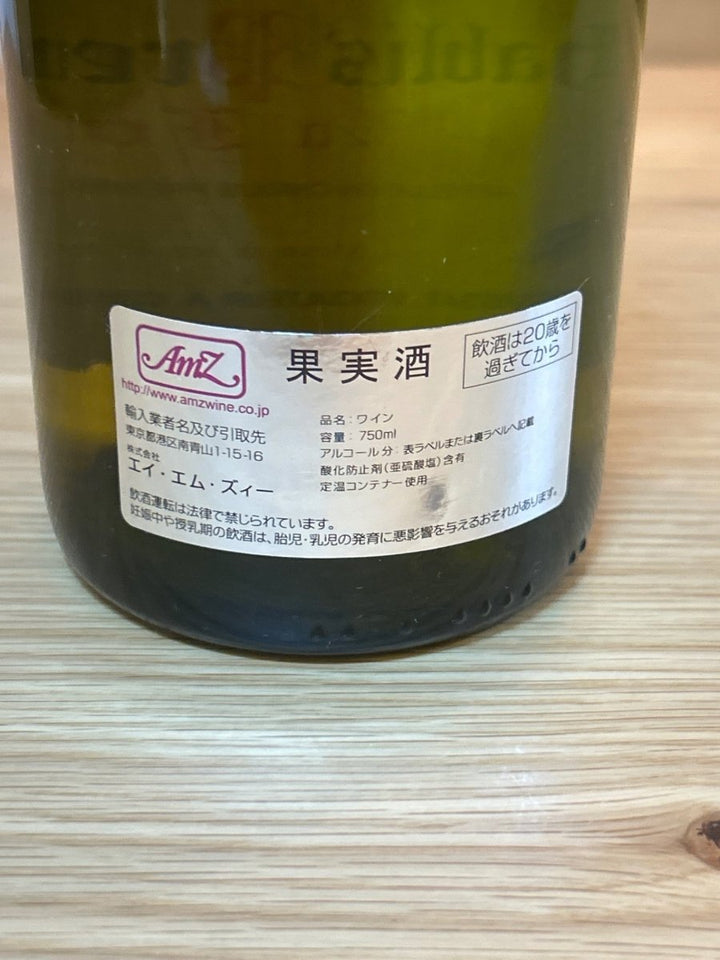 AmZ
http://www.amzwine.co.jp
果実酒
飲酒は20歳を
過ぎてから
輸入業者名及び引取先
東京都港区南青山1-15-16
株式会社
エイ・エム・ズィー
品名:ワイン
容量:750ml
アルコール分:表ラベルまたは裏ラベルへ記載
酸化防止剤(亜硫酸塩)含有
定温コンテナー使用
飲酒運転は法律で禁じられています。
妊娠中や授乳期の飲酒は、胎児・乳児の発育に悪影響を与えるおそれがあります。